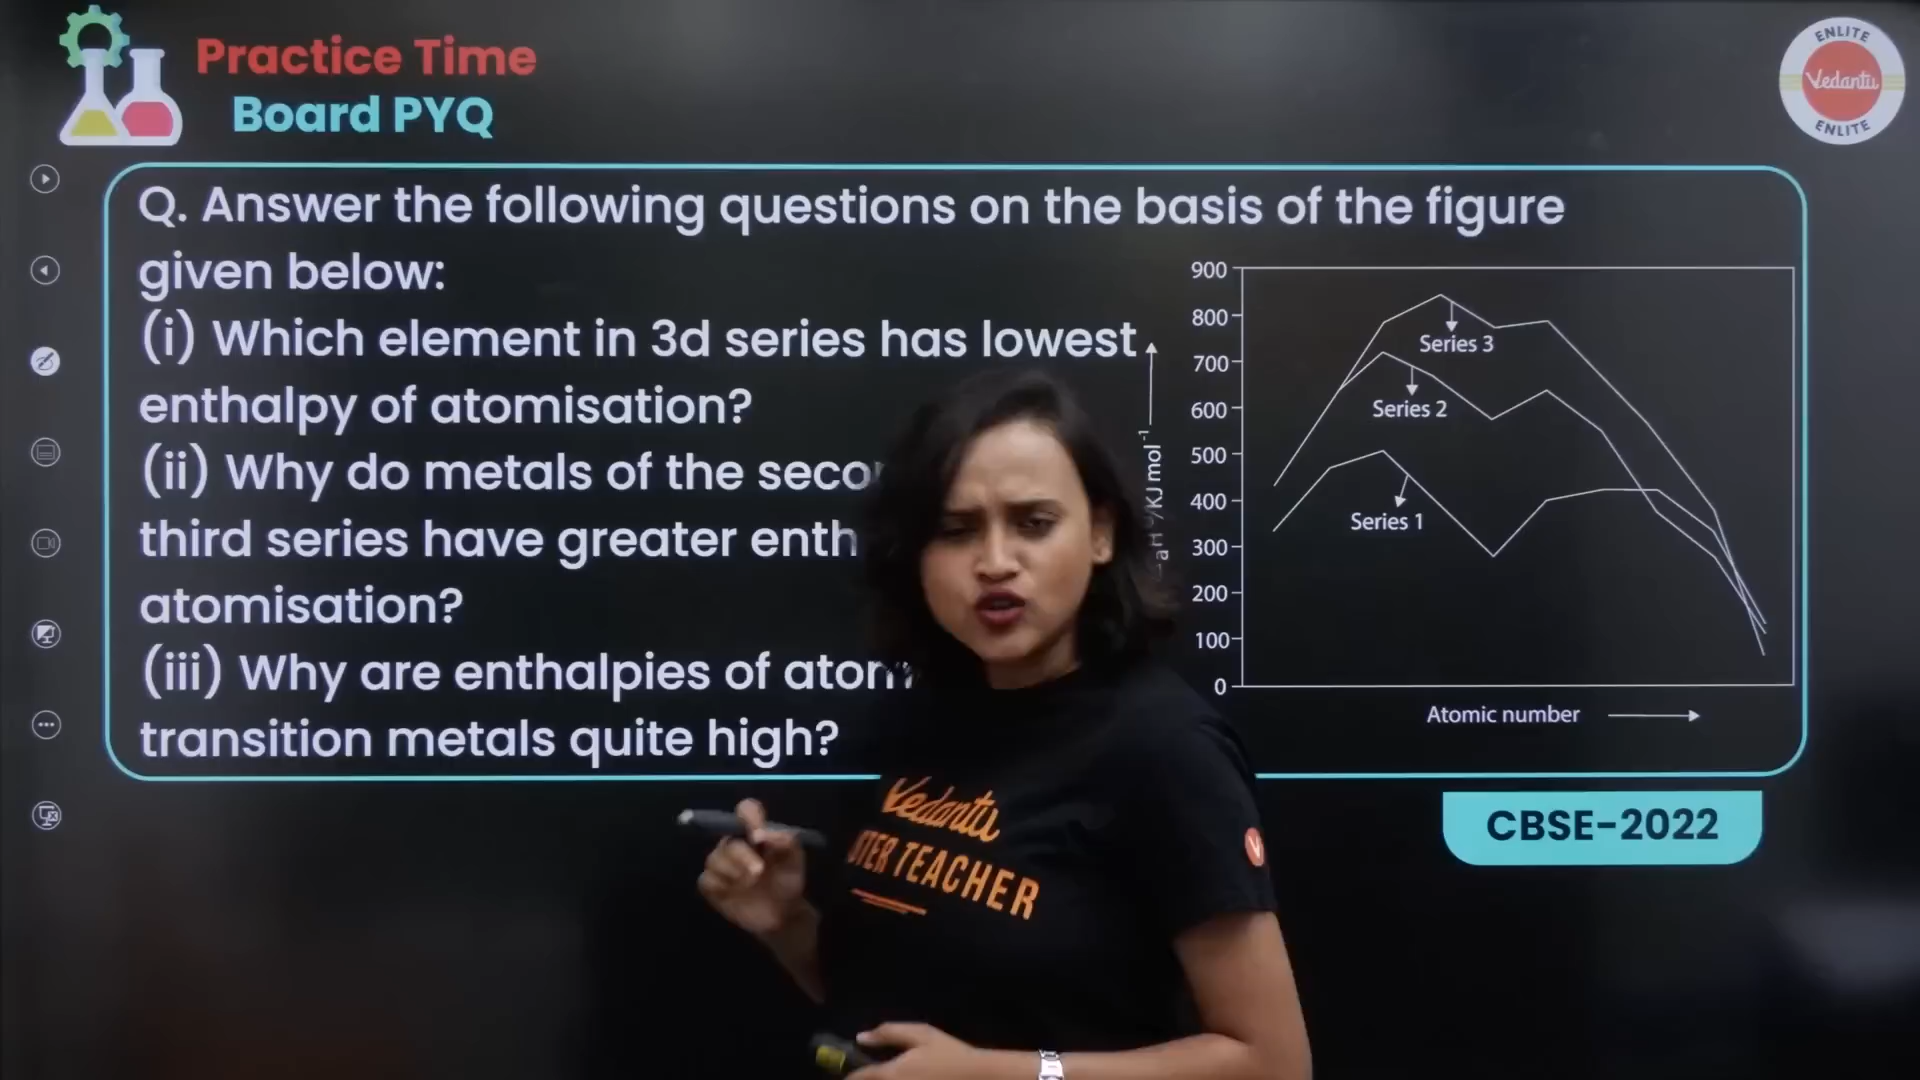 Practice Time
Board PYQ
ENLITE
Vedantu
ENLITE
Q. Answer the following questions on the basis of the figure
given below:
(i) Which element in 3d series has lowest
enthalpy of atomisation?
(ii) Why do metals of the
third series have greater
atomisation?
(iii) Why are enthalpies of
transition metals quite high?
900
800
700
600
500
400
300
200
100
0
Series 3
Series 2
Series 1
/KJ mol⁻¹
Atomic number
CBSE-2022
Vedantu
TEACHER
V